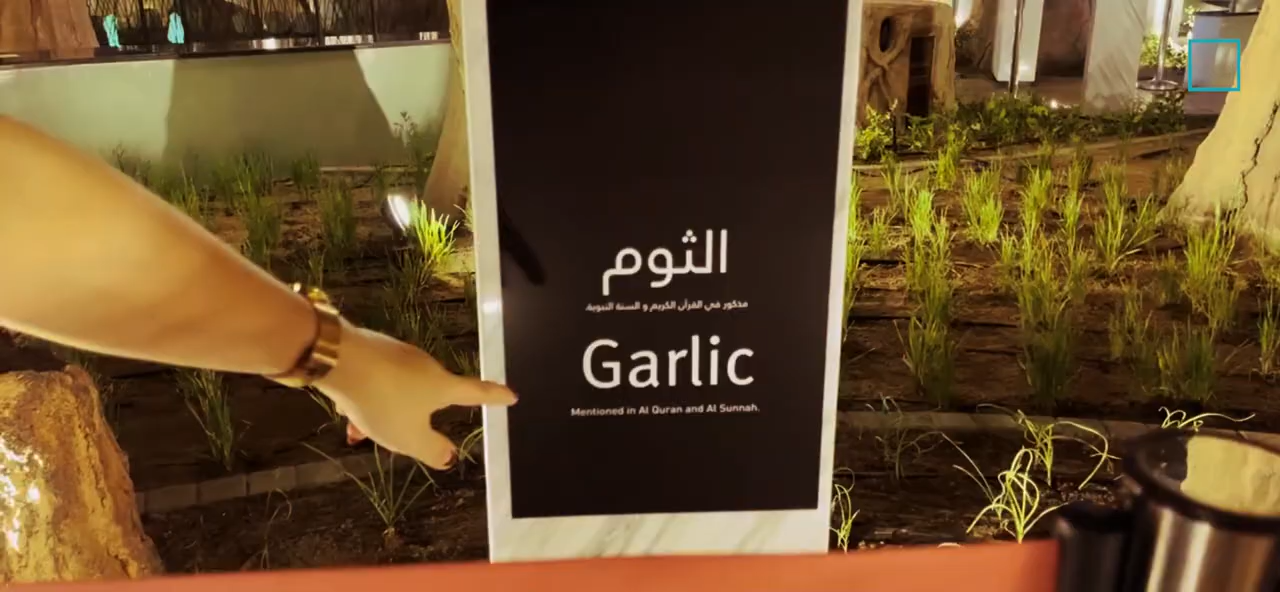 الثوم
مذكور في القرآن الكريم و السنة النبوية.
Garlic
Mentioned in Al Quran and Al Sunnah.